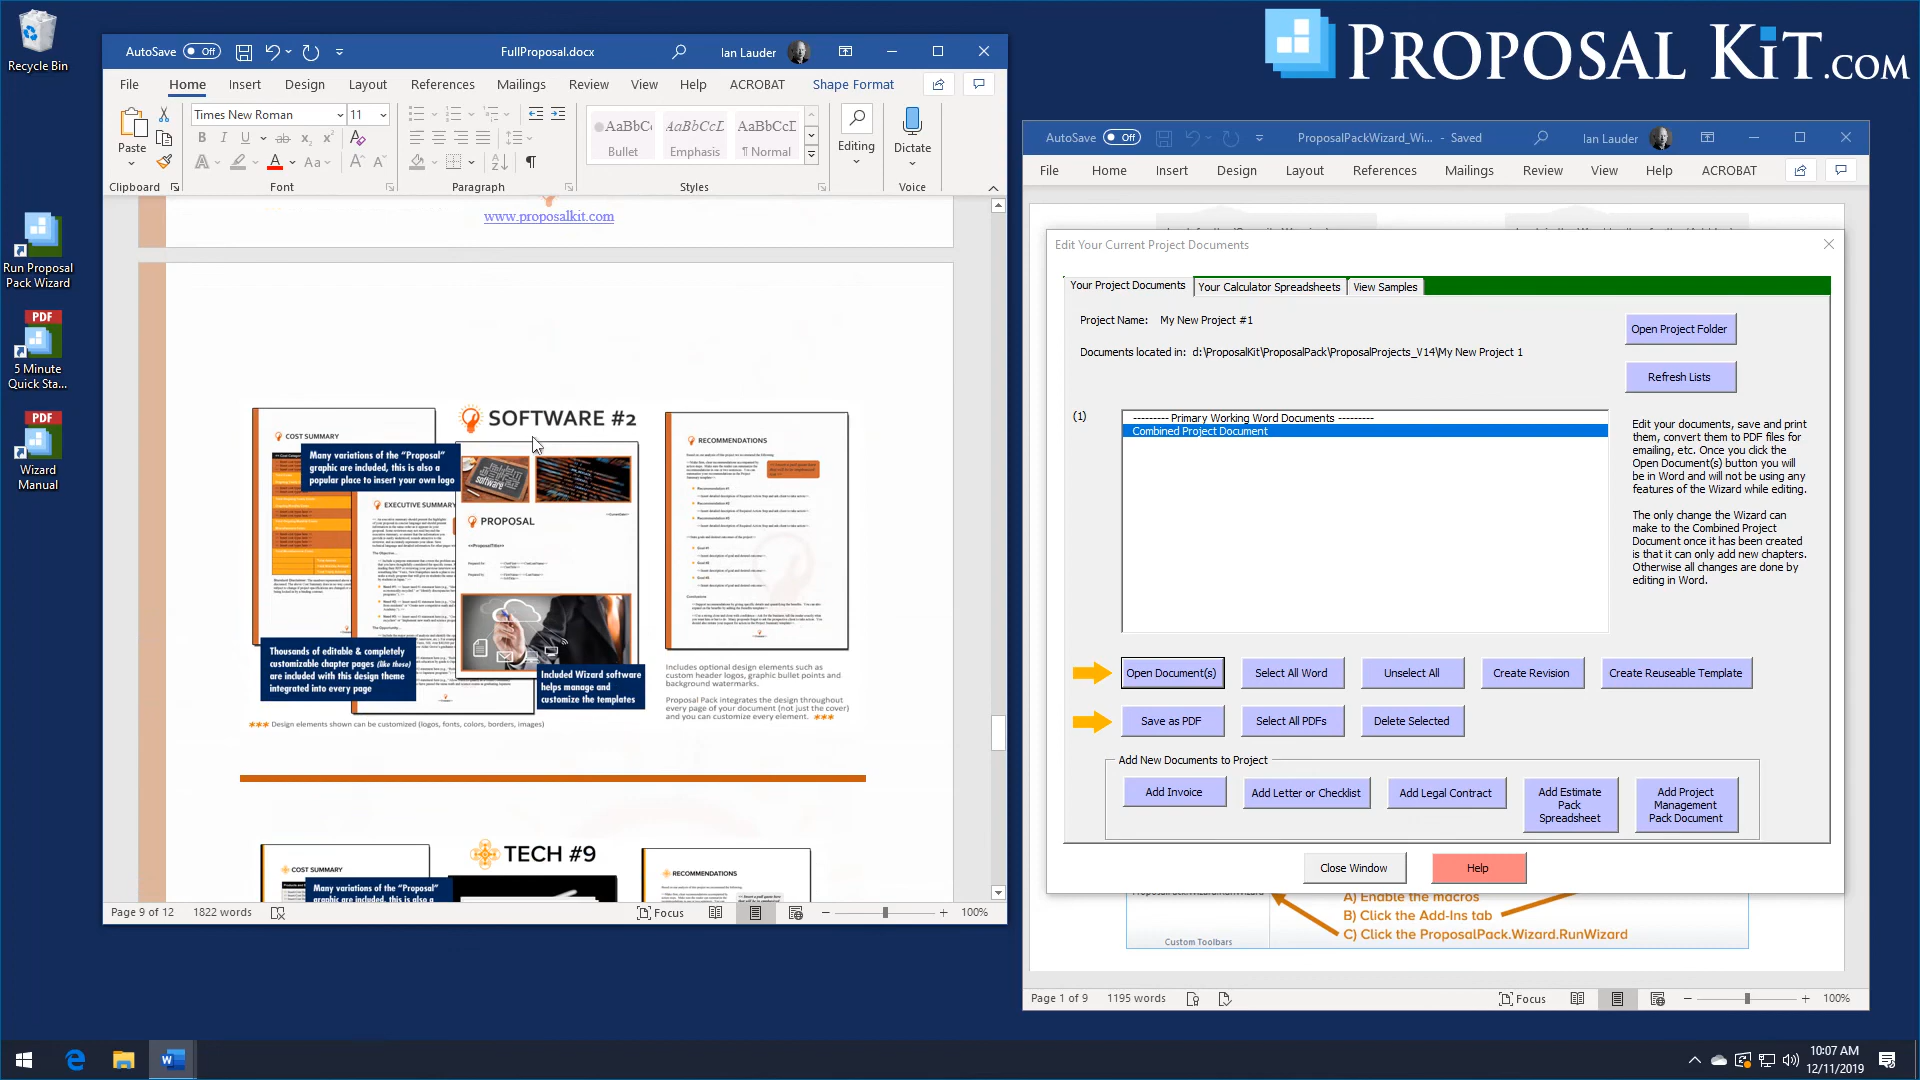 Recycle Bin
Run Proposal
Pack Wizard
PDF
5 Minute
Quick Sta...
PDF
Wizard
Manual
PROPOSAL KIT.COM
AutoSave Off
FullProposal.docx
Ian Lauder
File Home Insert Design Layout References Mailings Review View Help ACROBAT Shape Format
Times New Roman 11
Paste
AaBbC AaBbCcL AaBbCcD
Bullet Emphasis ¶ Normal
Editing
Dictate
Clipboard Font Paragraph Styles Voice
www.proposalkit.com
SOFTWARE #2
COST SUMMARY
Many variations of the “Proposal”
graphic are included, this is also a
popular place to insert your own logo
EXECUTIVE SUMMARY
software
PROPOSAL
RECOMMENDATIONS
Thousands of editable & completely
customizable chapter pages (like these)
are included with this design theme
integrated into every page
Included Wizard software
helps manage and
customize the templates
Includes optional design elements such as
custom header logos, graphic bullet points and
background watermarks.
Proposal Pack integrates the design throughout
every page of your document (not just the cover)
and you can customize every element. ***
*** Design elements shown can be customized (logos, fonts, colors, borders, images)
TECH #9
COST SUMMARY
Many variations of the “Proposal”
graphic are included, this is also a
RECOMMENDATIONS
Page 9 of 12 1822 words Focus 100%
AutoSave Off
ProposalPackWizard_Wi... - Saved
Ian Lauder
File Home Insert Design Layout References Mailings Review View Help ACROBAT
Edit Your Current Project Documents
Your Project Documents Your Calculator Spreadsheets View Samples
Project Name: My New Project #1
Documents located in: d:\ProposalKit\ProposalPack\ProposalProjects_V14\My New Project 1
Open Project Folder
Refresh Lists
(1)
--------- Primary Working Word Documents ---------
Combined Project Document
Edit your documents, save and print
them, convert them to PDF files for
emailing, etc. Once you click the
Open Document(s) button you will
be in Word and will not be using any
features of the Wizard while editing.
The only change the Wizard can
make to the Combined Project
Document once it has been created
is that it can only add new chapters.
Otherwise all changes are done by
editing in Word.
Open Document(s) Select All Word Unselect All Create Revision Create Reuseable Template
Save as PDF Select All PDFs Delete Selected
Add New Documents to Project
Add Invoice
Add Letter or Checklist
Add Legal Contract
Add Estimate
Pack
Spreadsheet
Add Project
Management
Pack Document
Close Window Help
A) Enable the macros
B) Click the Add-Ins tab
C) Click the ProposalPack.Wizard.RunWizard
Custom Toolbars
Page 1 of 9 1195 words Focus 100%
10:07 AM
12/11/2019